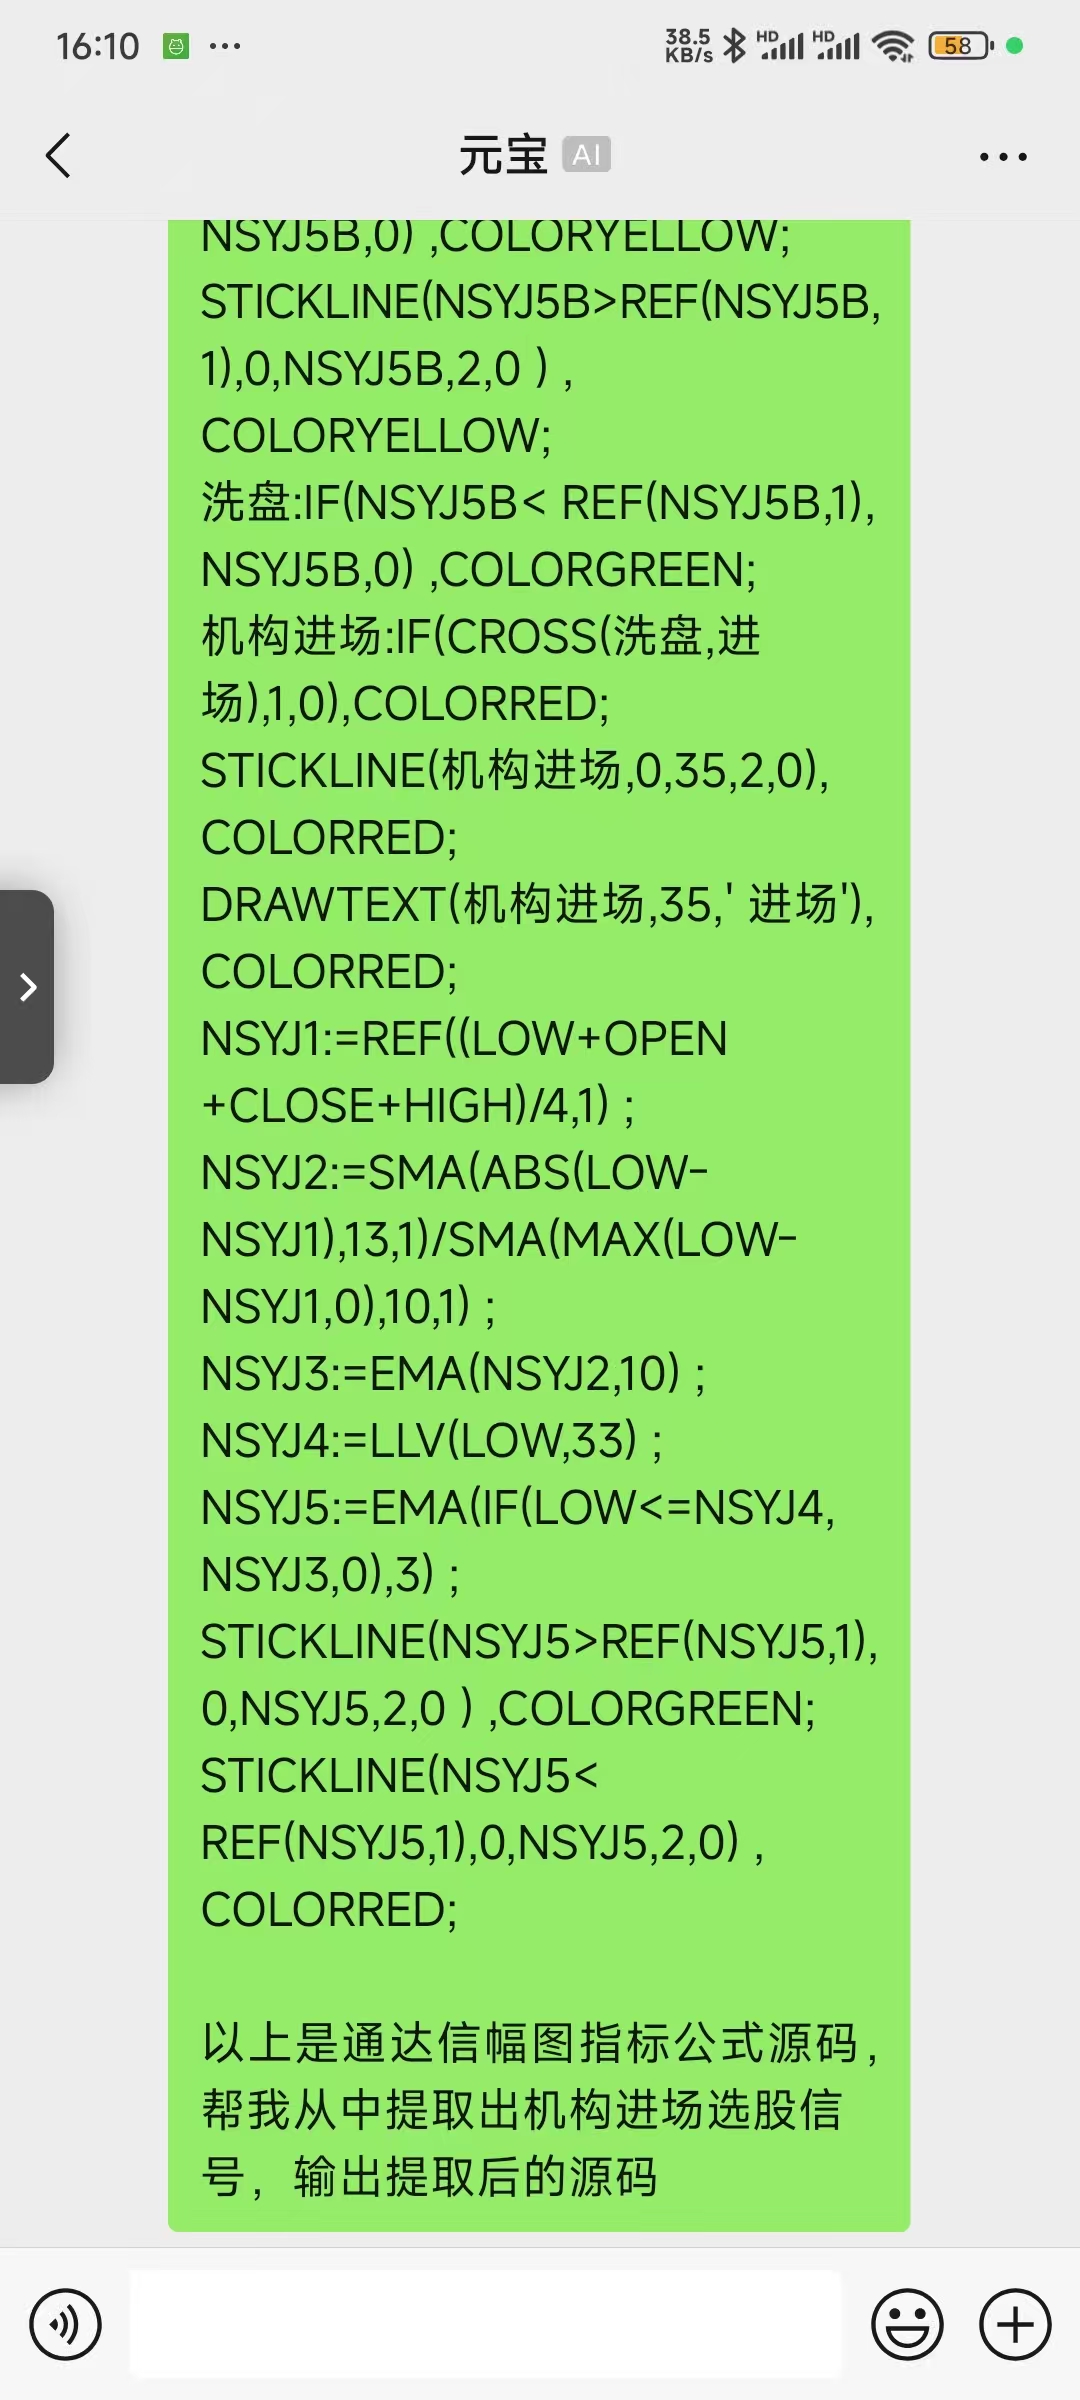 16:10
38.5
KB/s
HD
HD
58
元宝 AI
NSYJ5B,0) ,COLORYELLOW;
STICKLINE(NSYJ5B>REF(NSYJ5B,
1),0,NSYJ5B,2,0 ) ,
COLORYELLOW;
洗盘:IF(NSYJ5B< REF(NSYJ5B,1),
NSYJ5B,0) ,COLORGREEN;
机构进场:IF(CROSS(洗盘,进
场),1,0),COLORRED;
STICKLINE(机构进场,0,35,2,0),
COLORRED;
DRAWTEXT(机构进场,35,' 进场'),
COLORRED;
NSYJ1:=REF((LOW+OPEN
+CLOSE+HIGH)/4,1) ;
NSYJ2:=SMA(ABS(LOW-
NSYJ1),13,1)/SMA(MAX(LOW-
NSYJ1,0),10,1) ;
NSYJ3:=EMA(NSYJ2,10) ;
NSYJ4:=LLV(LOW,33) ;
NSYJ5:=EMA(IF(LOW<=NSYJ4,
NSYJ3,0),3) ;
STICKLINE(NSYJ5>REF(NSYJ5,1),
0,NSYJ5,2,0 ) ,COLORGREEN;
STICKLINE(NSYJ5<
REF(NSYJ5,1),0,NSYJ5,2,0) ,
COLORRED;
以上是通达信幅图指标公式源码,
帮我从中提取出机构进场选股信
号，输出提取后的源码